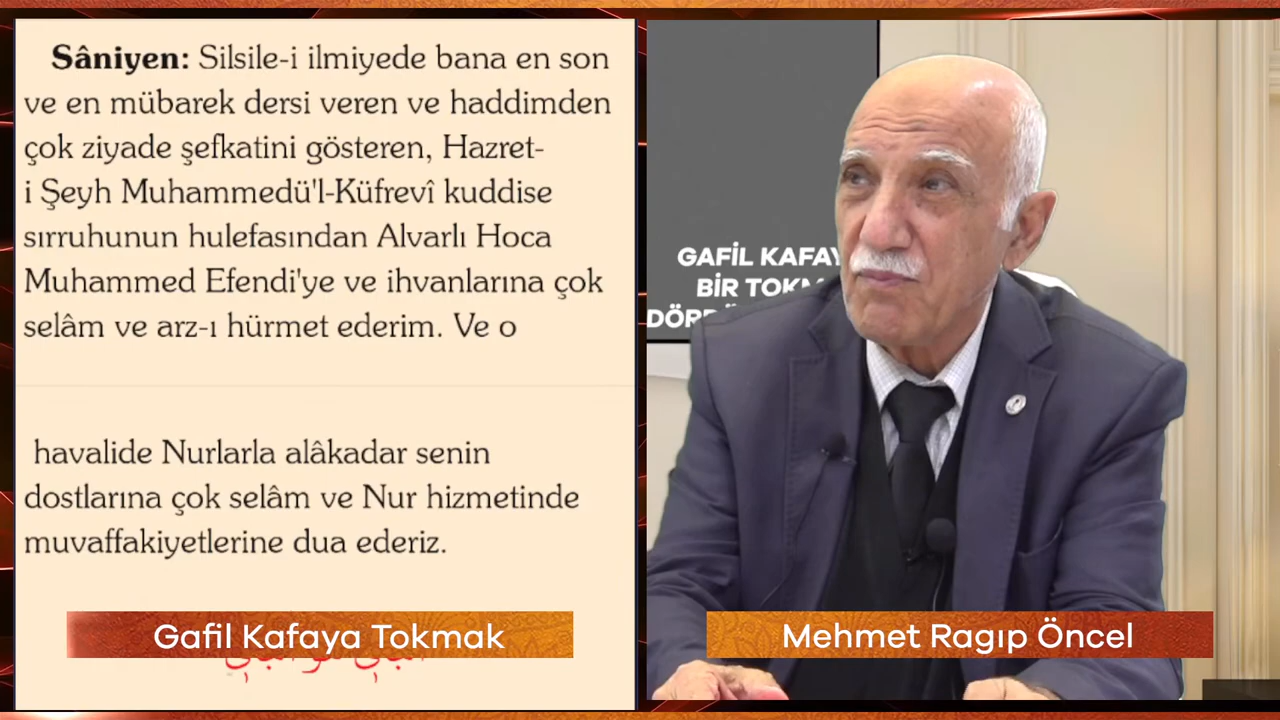 Sâniyen: Silsile-i ilmiyede bana en son
ve en mübarek dersi veren ve haddimden
çok ziyade şefkatini gösteren, Hazret-
i Şeyh Muhammedü'l-Küfrevî kuddise
sırruhunun hulefasından Alvarlı Hoca
Muhammed Efendi'ye ve ihvanlarına çok
selâm ve arz-ı hürmet ederim. Ve o
havalide Nurlarla alâkadar senin
dostlarına çok selâm ve Nur hizmetinde
muvaffakiyetlerine dua ederiz.
Gafil Kafaya Tokmak
GAFİL KAFAY
BİR TOKM
DÖR
Mehmet Ragıp Öncel